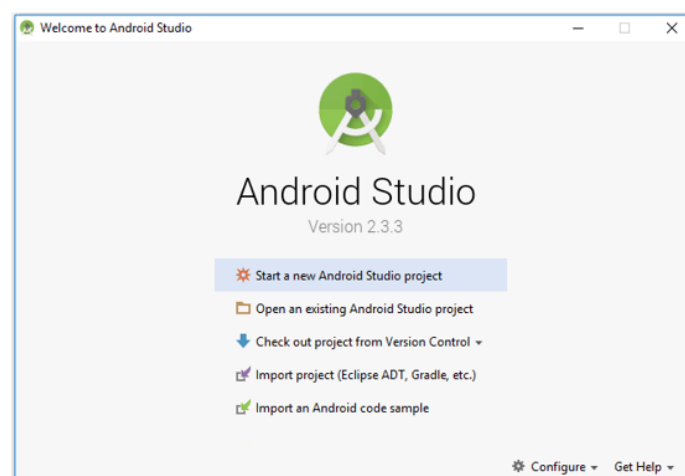 Welcome to Android Studio
Android Studio
Version 2.3.3
Start a new Android Studio project
Open an existing Android Studio project
Check out project from Version Control
Import project (Eclipse ADT, Gradle, etc.)
Import an Android code sample
Configure Get Help